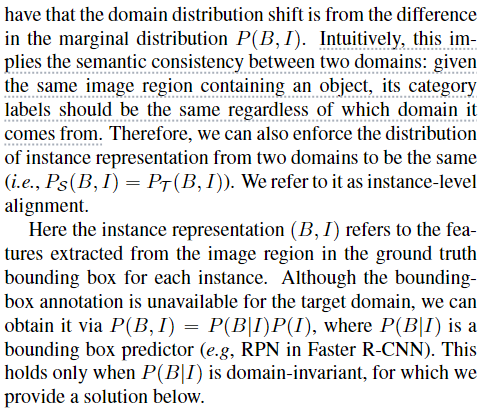 have that the domain distribution shift is from the difference
in the marginal distribution P(B, I). Intuitively, this im-
plies the semantic consistency between two domains: given
the same image region containing an object, its category
labels should be the same regardless of which domain it
comes from. Therefore, we can also enforce the distribution
of instance representation from two domains to be the same
(i.e., P_S(B, I) = P_T(B, I)). We refer to it as instance-level
alignment.
Here the instance representation (B, I) refers to the fea-
tures extracted from the image region in the ground truth
bounding box for each instance. Although the bounding-
box annotation is unavailable for the target domain, we can
obtain it via P(B, I) = P(B|I)P(I), where P(B|I) is a
bounding box predictor (e.g, RPN in Faster R-CNN). This
holds only when P(B|I) is domain-invariant, for which we
provide a solution below.